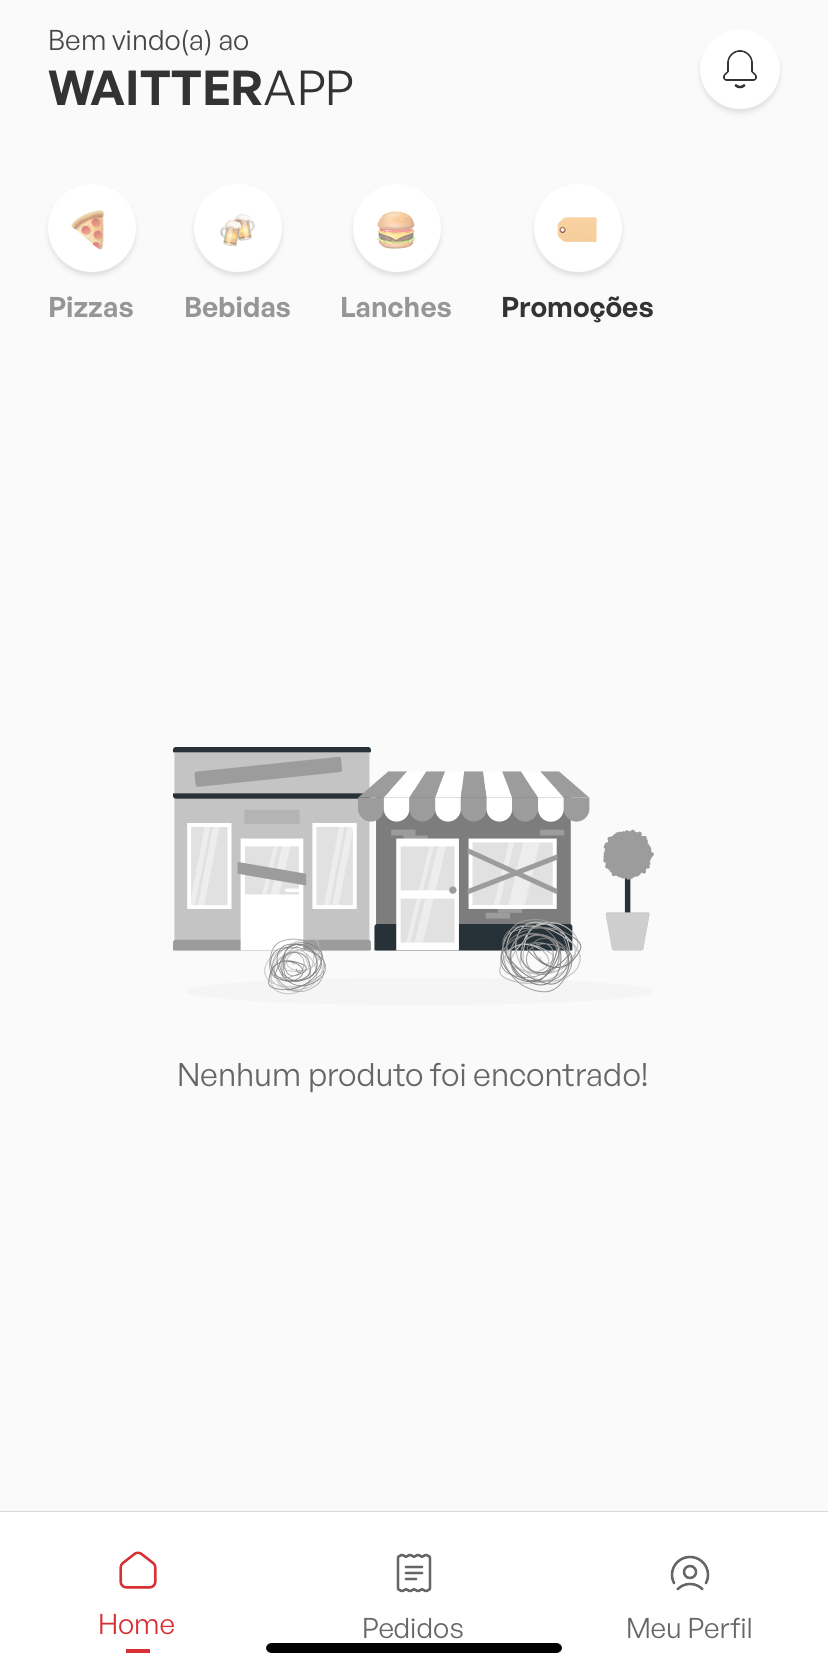 Bem vindo(a) ao
WAITTERAPP
Pizzas
Bebidas
Lanches
Promoções
Nenhum produto foi encontrado!
Home
Pedidos
Meu Perfil